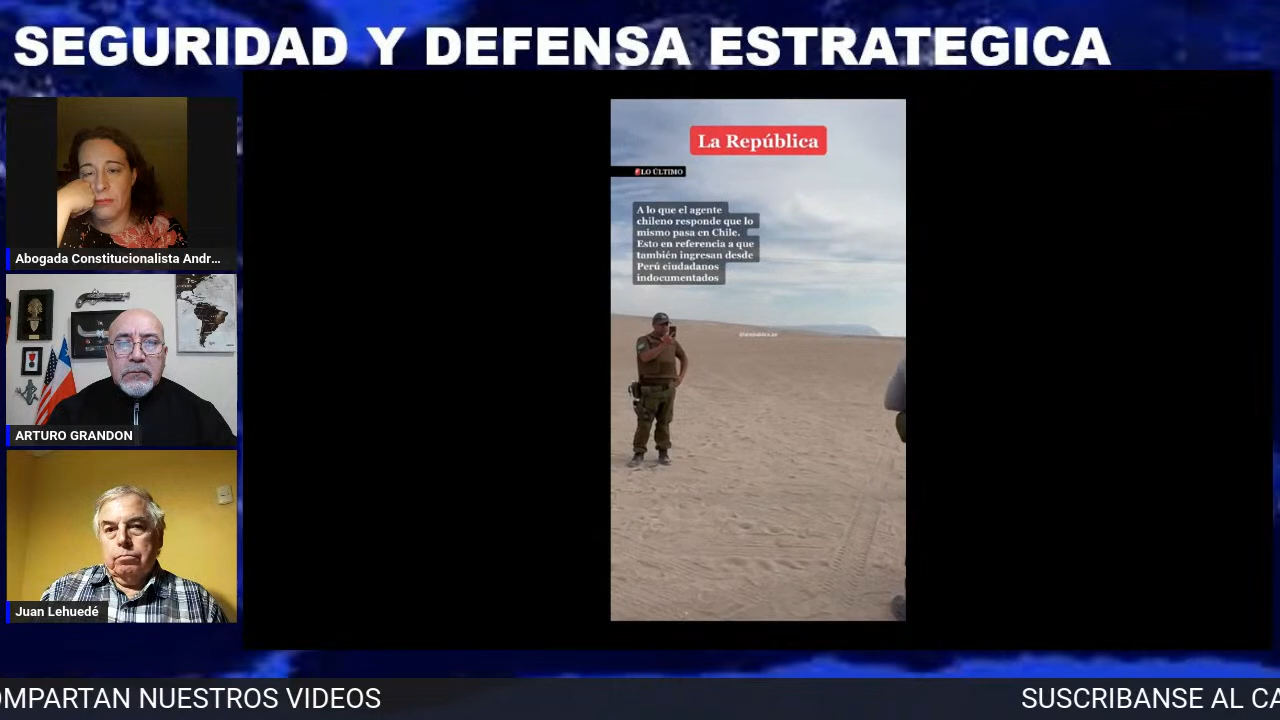 SEGURIDAD Y DEFENSA ESTRATEGICA
La República
LO ÚLTIMO
A lo que el agente
chileno responde que lo
mismo pasa en Chile.
Esto en referencia a que
también ingresan desde
Perú ciudadanos
indocumentados
Abogada Constitucionalista Andr...
ARTURO GRANDON
Juan Lehuedé
OMPARTAN NUESTROS VIDEOS
SUSCRIBANSE AL CA